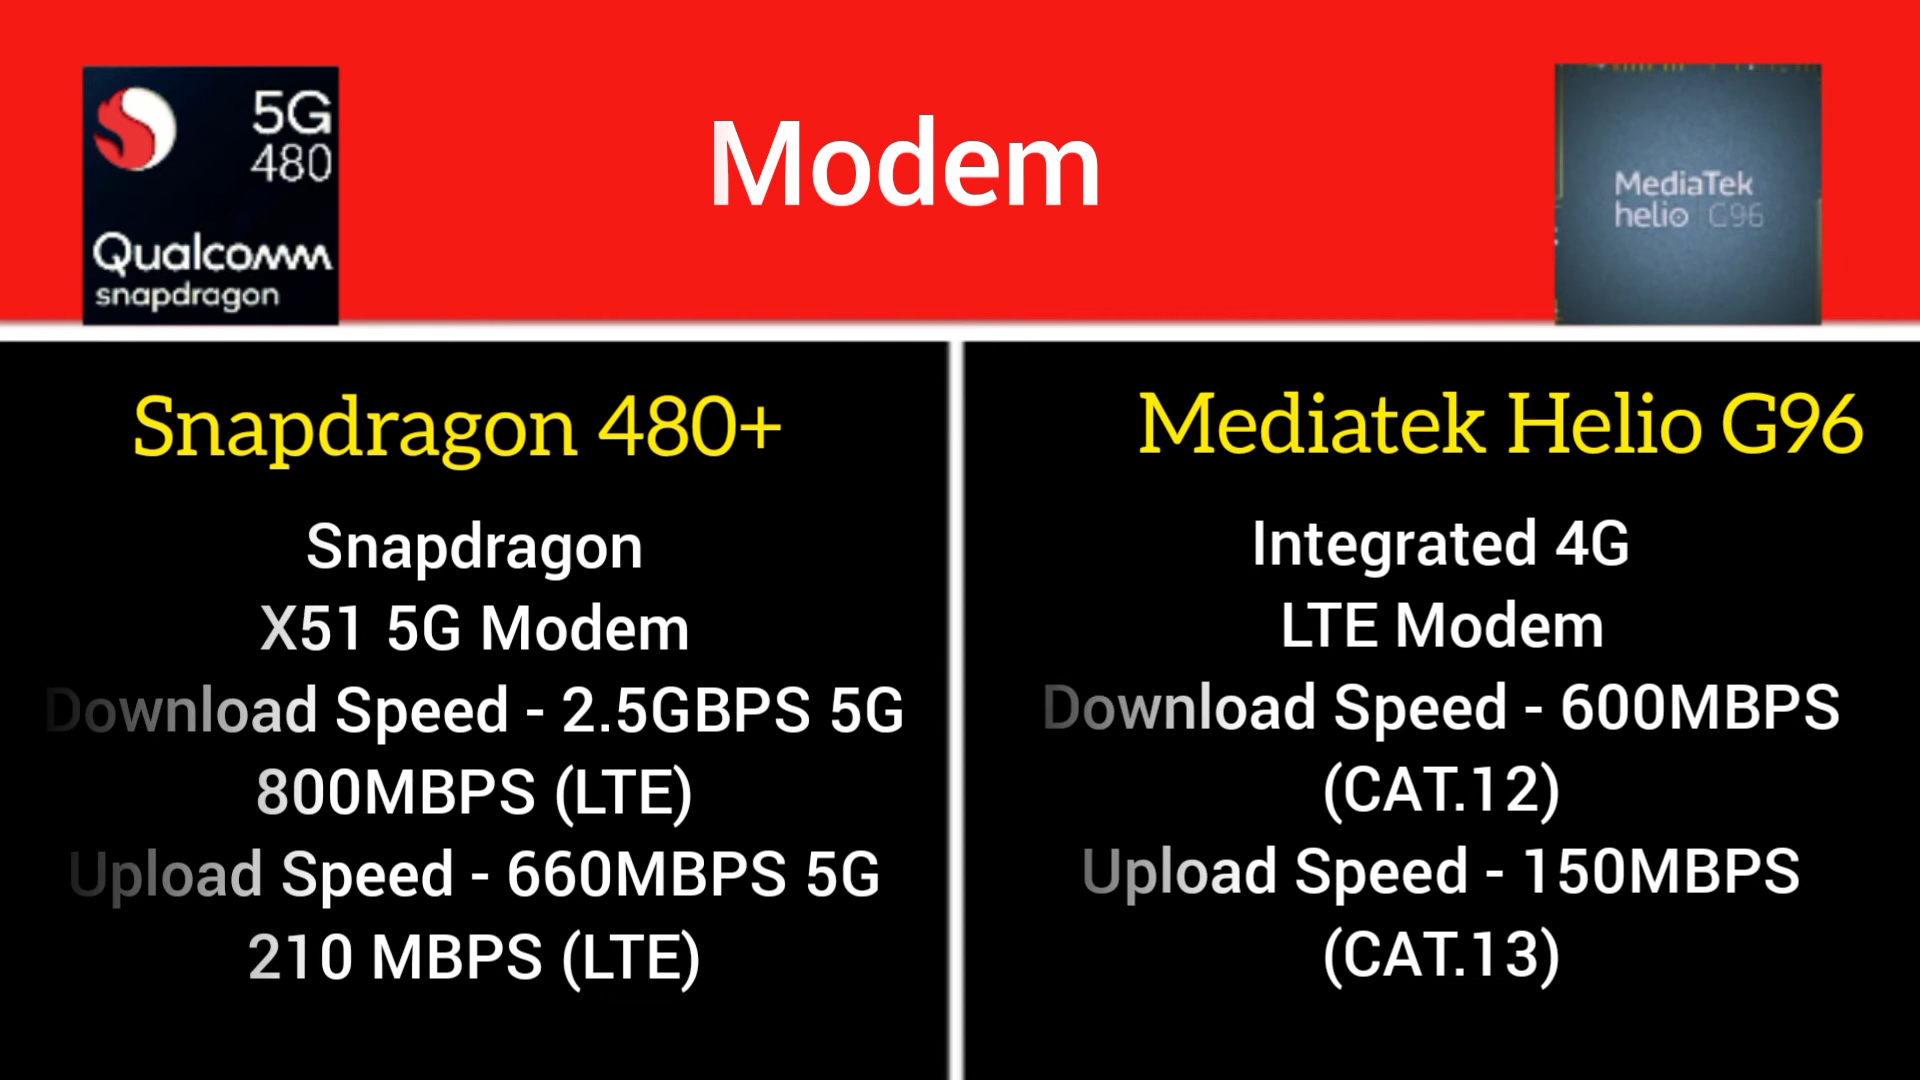 5G
480
Qualcomm
snapdragon
Modem
MediaTek
helio G96
Snapdragon 480+
Snapdragon
X51 5G Modem
Download Speed - 2.5GBPS 5G
800MBPS (LTE)
Upload Speed - 660MBPS 5G
210 MBPS (LTE)
Mediatek Helio G96
Integrated 4G
LTE Modem
Download Speed - 600MBPS
(CAT.12)
Upload Speed - 150MBPS
(CAT.13)